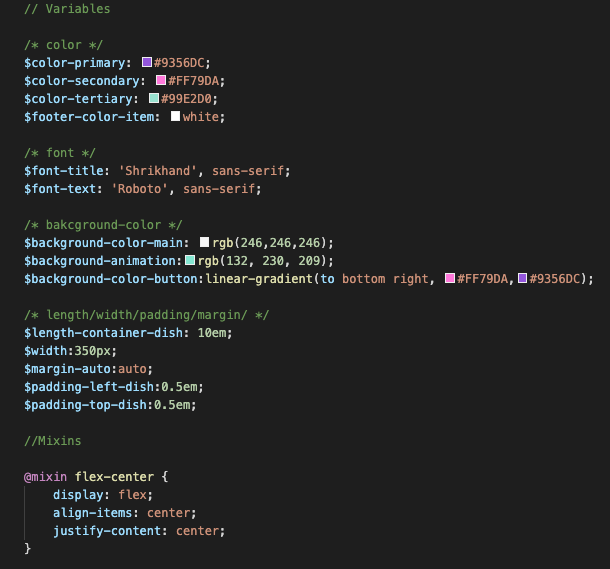 // Variables
/* color */
$color-primary: #9356DC;
$color-secondary: #FF79DA;
$color-tertiary: #99E2D0;
$footer-color-item: white;
/* font */
$font-title: 'Shrikhand', sans-serif;
$font-text: 'Roboto', sans-serif;
/* bakcground-color */
$background-color-main: rgb(246,246,246);
$background-animation:rgb(132, 230, 209);
$background-color-button:linear-gradient(to bottom right, #FF79DA,#9356DC);
/* length/width/padding/margin/ */
$length-container-dish: 10em;
$width:350px;
$margin-auto:auto;
$padding-left-dish:0.5em;
$padding-top-dish:0.5em;
//Mixins
@mixin flex-center {
    display: flex;
    align-items: center;
    justify-content: center;
}